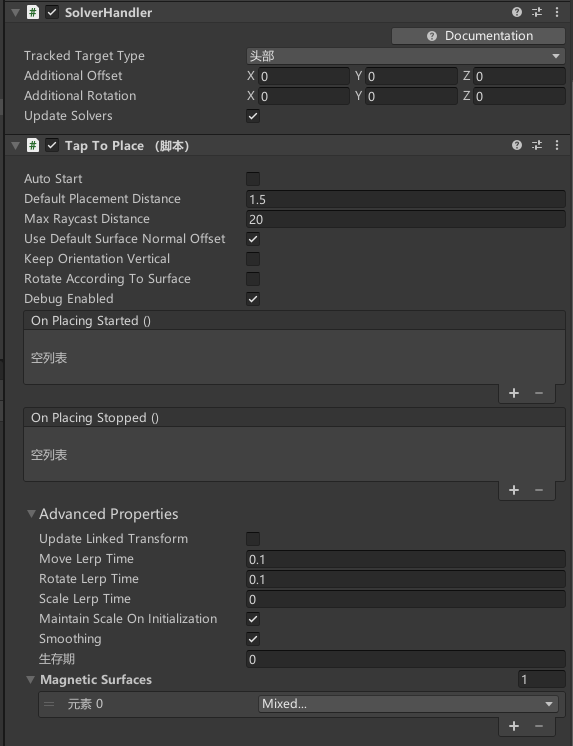 SolverHandler
Documentation
Tracked Target Type 头部
Additional Offset X 0 Y 0 Z 0
Additional Rotation X 0 Y 0 Z 0
Update Solvers
Tap To Place （脚本）
Auto Start
Default Placement Distance 1.5
Max Raycast Distance 20
Use Default Surface Normal Offset
Keep Orientation Vertical
Rotate According To Surface
Debug Enabled
On Placing Started ()
空列表
+ −
On Placing Stopped ()
空列表
+ −
Advanced Properties
Update Linked Transform
Move Lerp Time 0.1
Rotate Lerp Time 0.1
Scale Lerp Time 0
Maintain Scale On Initialization
Smoothing
生存期 0
Magnetic Surfaces 1
元素 0 Mixed...
+ −